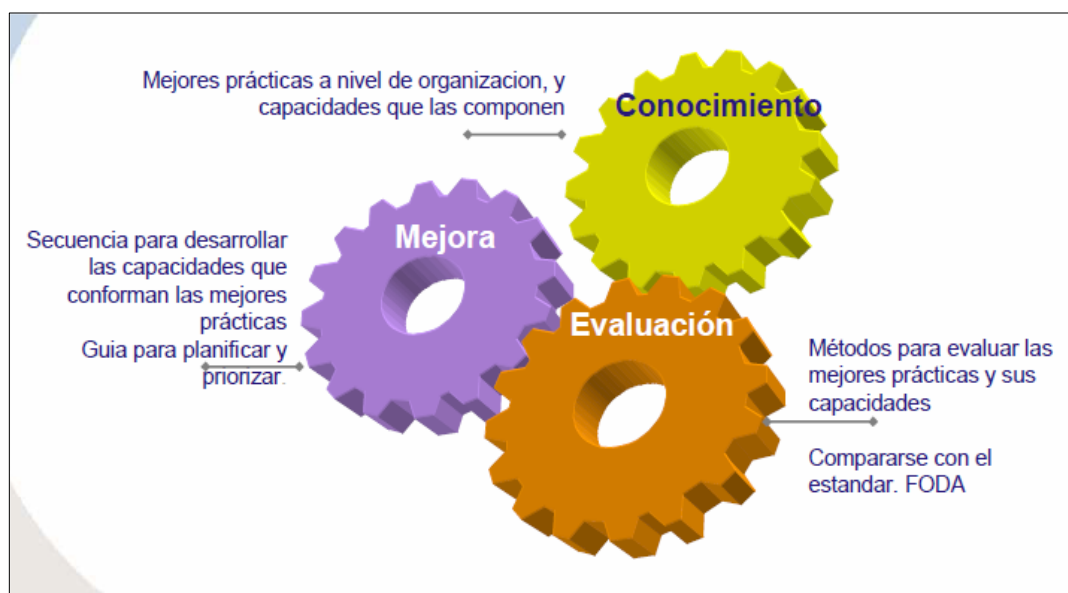 Mejores prácticas a nivel de organizacion, y
capacidades que las componen
Conocimiento
Mejora
Secuencia para desarrollar
las capacidades que
conforman las mejores
prácticas
Guia para planificar y
priorizar.
Evaluación
Métodos para evaluar las
mejores prácticas y sus
capacidades
Compararse con el
estandar. FODA